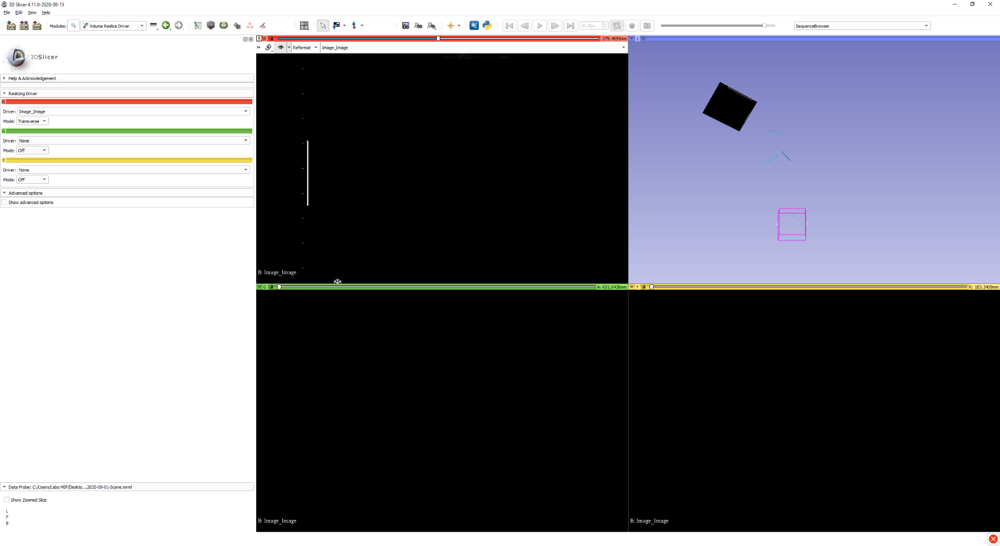 3D Slicer 4.11.0-2020-08-15
File Edit View Help
DATA DCM SAVE Modules: Volume Reslice Driver 10.0fps SequenceBrowser
R -279.4695mm 1
Reformat Image_Image
3DSlicer
Help & Acknowledgement
Reslicing Driver
R
Driver: Image_Image
Mode: Transverse
G
Driver: None
Mode: Off
Y
Driver: None
Mode: Off
Advanced options
Show advanced options
B: Image_Image
G A: 651.6436mm Y R: 183.3409mm
Data Probe: C:/Users/Labo MIP/Deskto...2020-09-01-Scene.mrml
Show Zoomed Slice
L
F
B
B: Image_Image
B: Image_Image